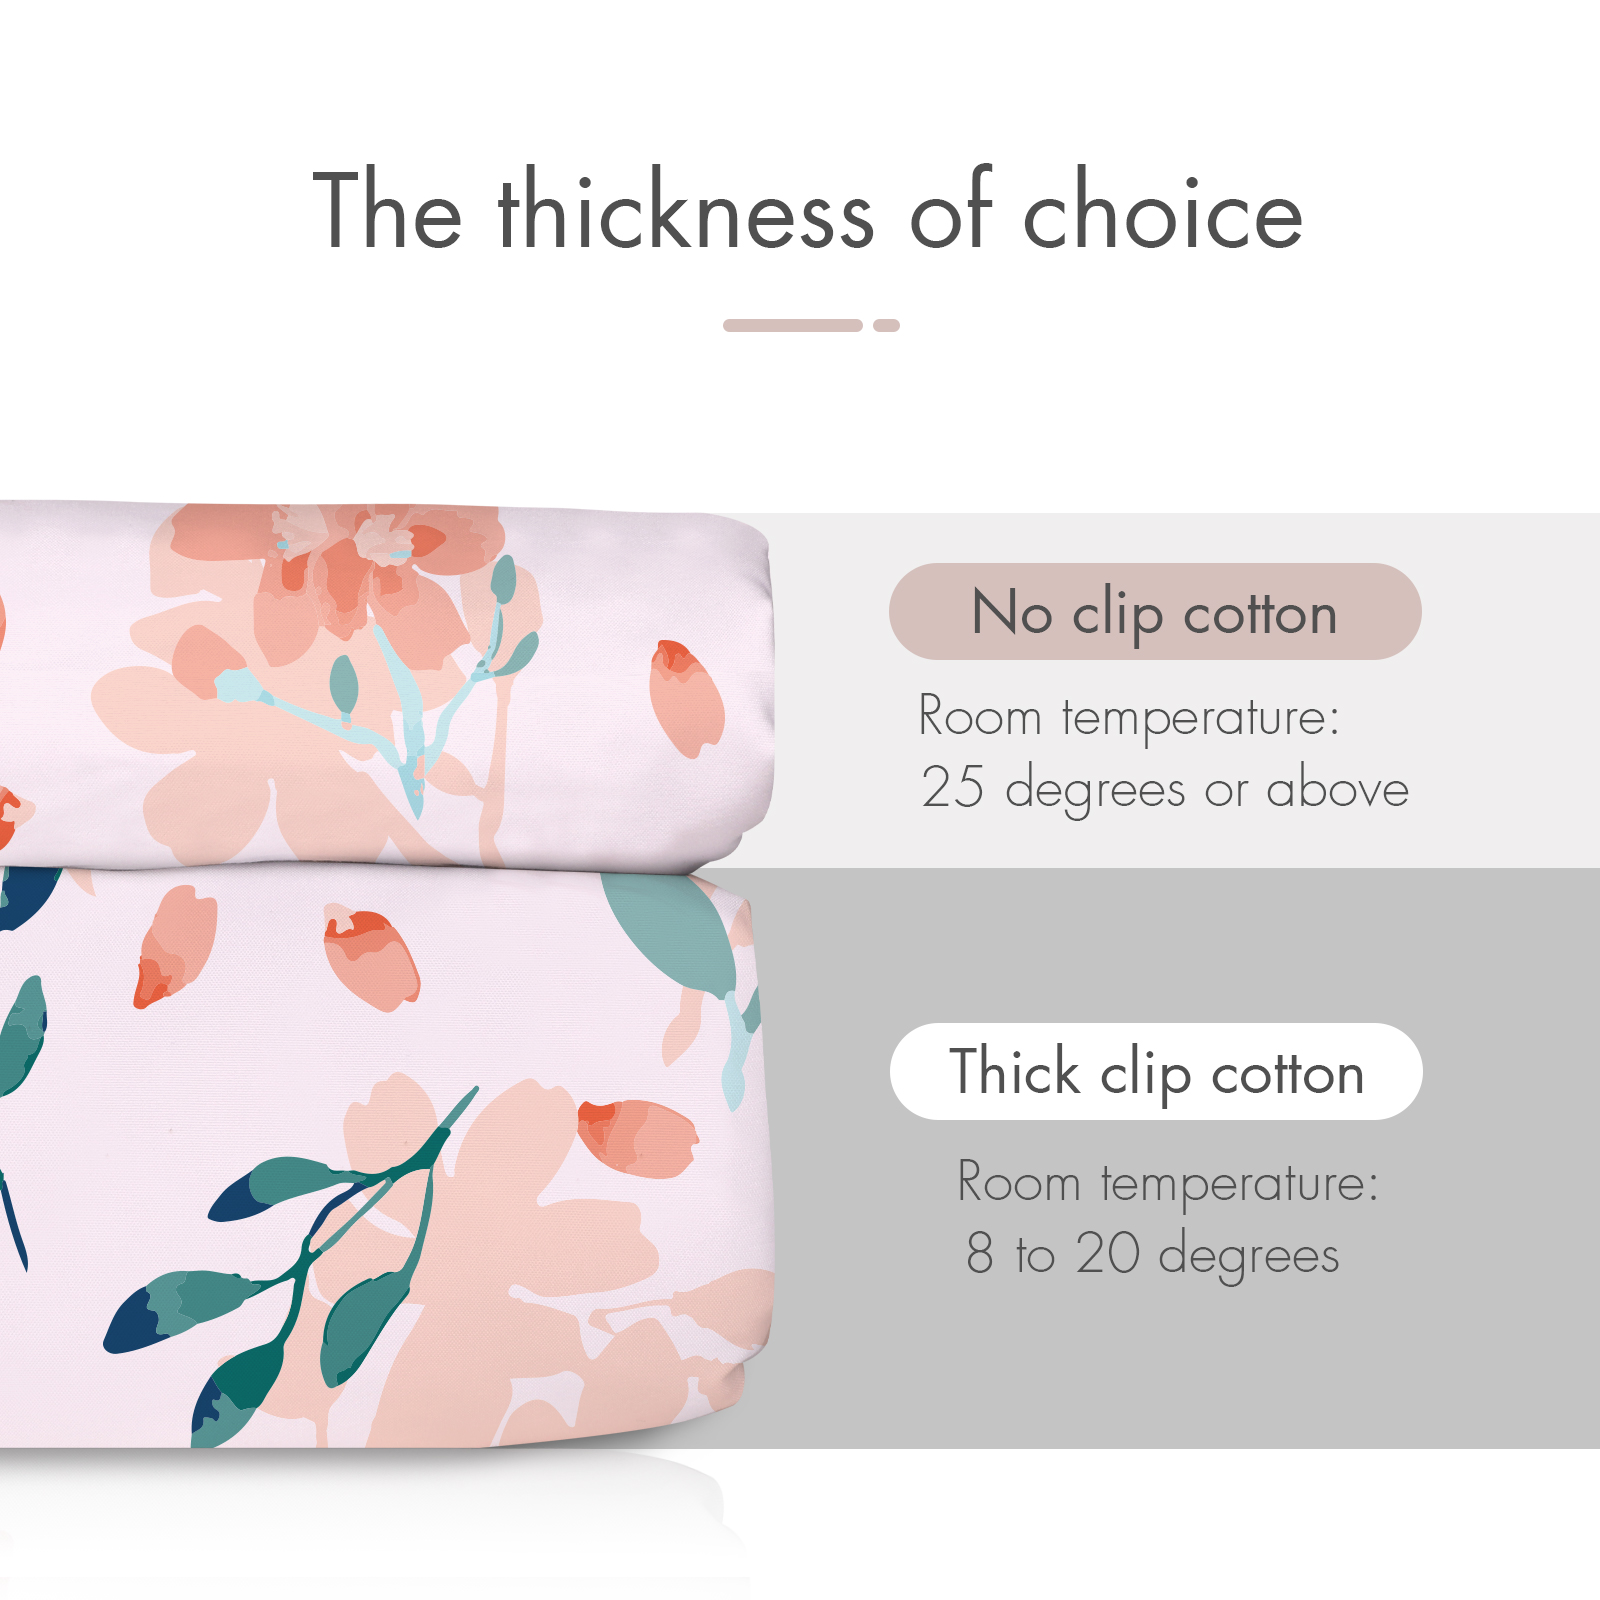 The thickness of choice
No clip cotton
Room temperature:
25 degrees or above
Thick clip cotton
Room temperature:
8 to 20 degrees